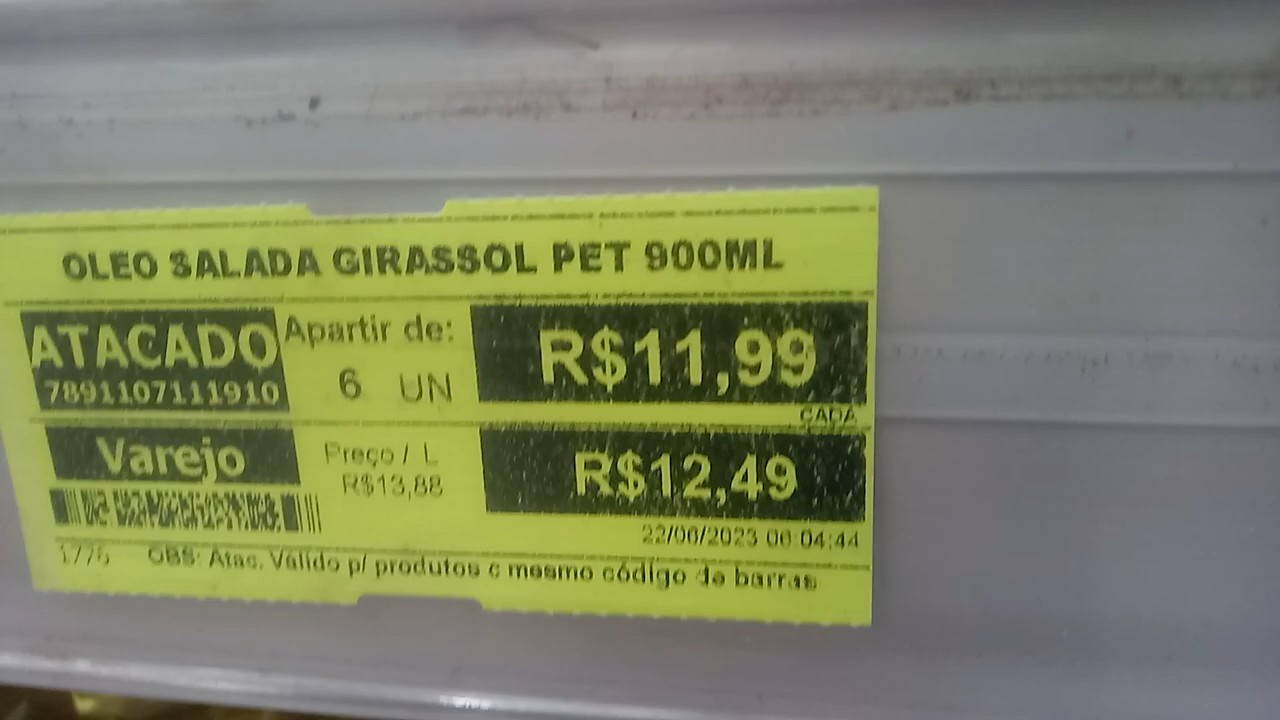 OLEO SALADA GIRASSOL PET 900ML
ATACADO
7891107111910
Apartir de:
6 UN
R$11,99
CADA
Varejo
Preço / L
R$13,88
R$12,49
22/06/2023 06:04:44
1776
OBS: Atac. Válido p/ produtos c mesmo código de barras